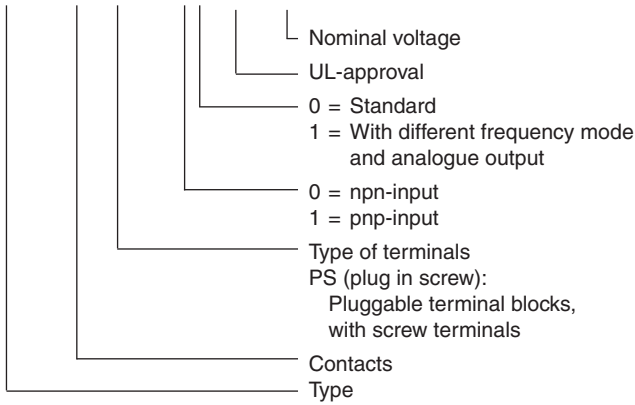 Nominal voltage
UL-approval
0 = Standard
1 = With different frequency mode
and analogue output
0 = npn-input
1 = pnp-input
Type of terminals
PS (plug in screw):
Pluggable terminal blocks,
with screw terminals
Contacts
Type